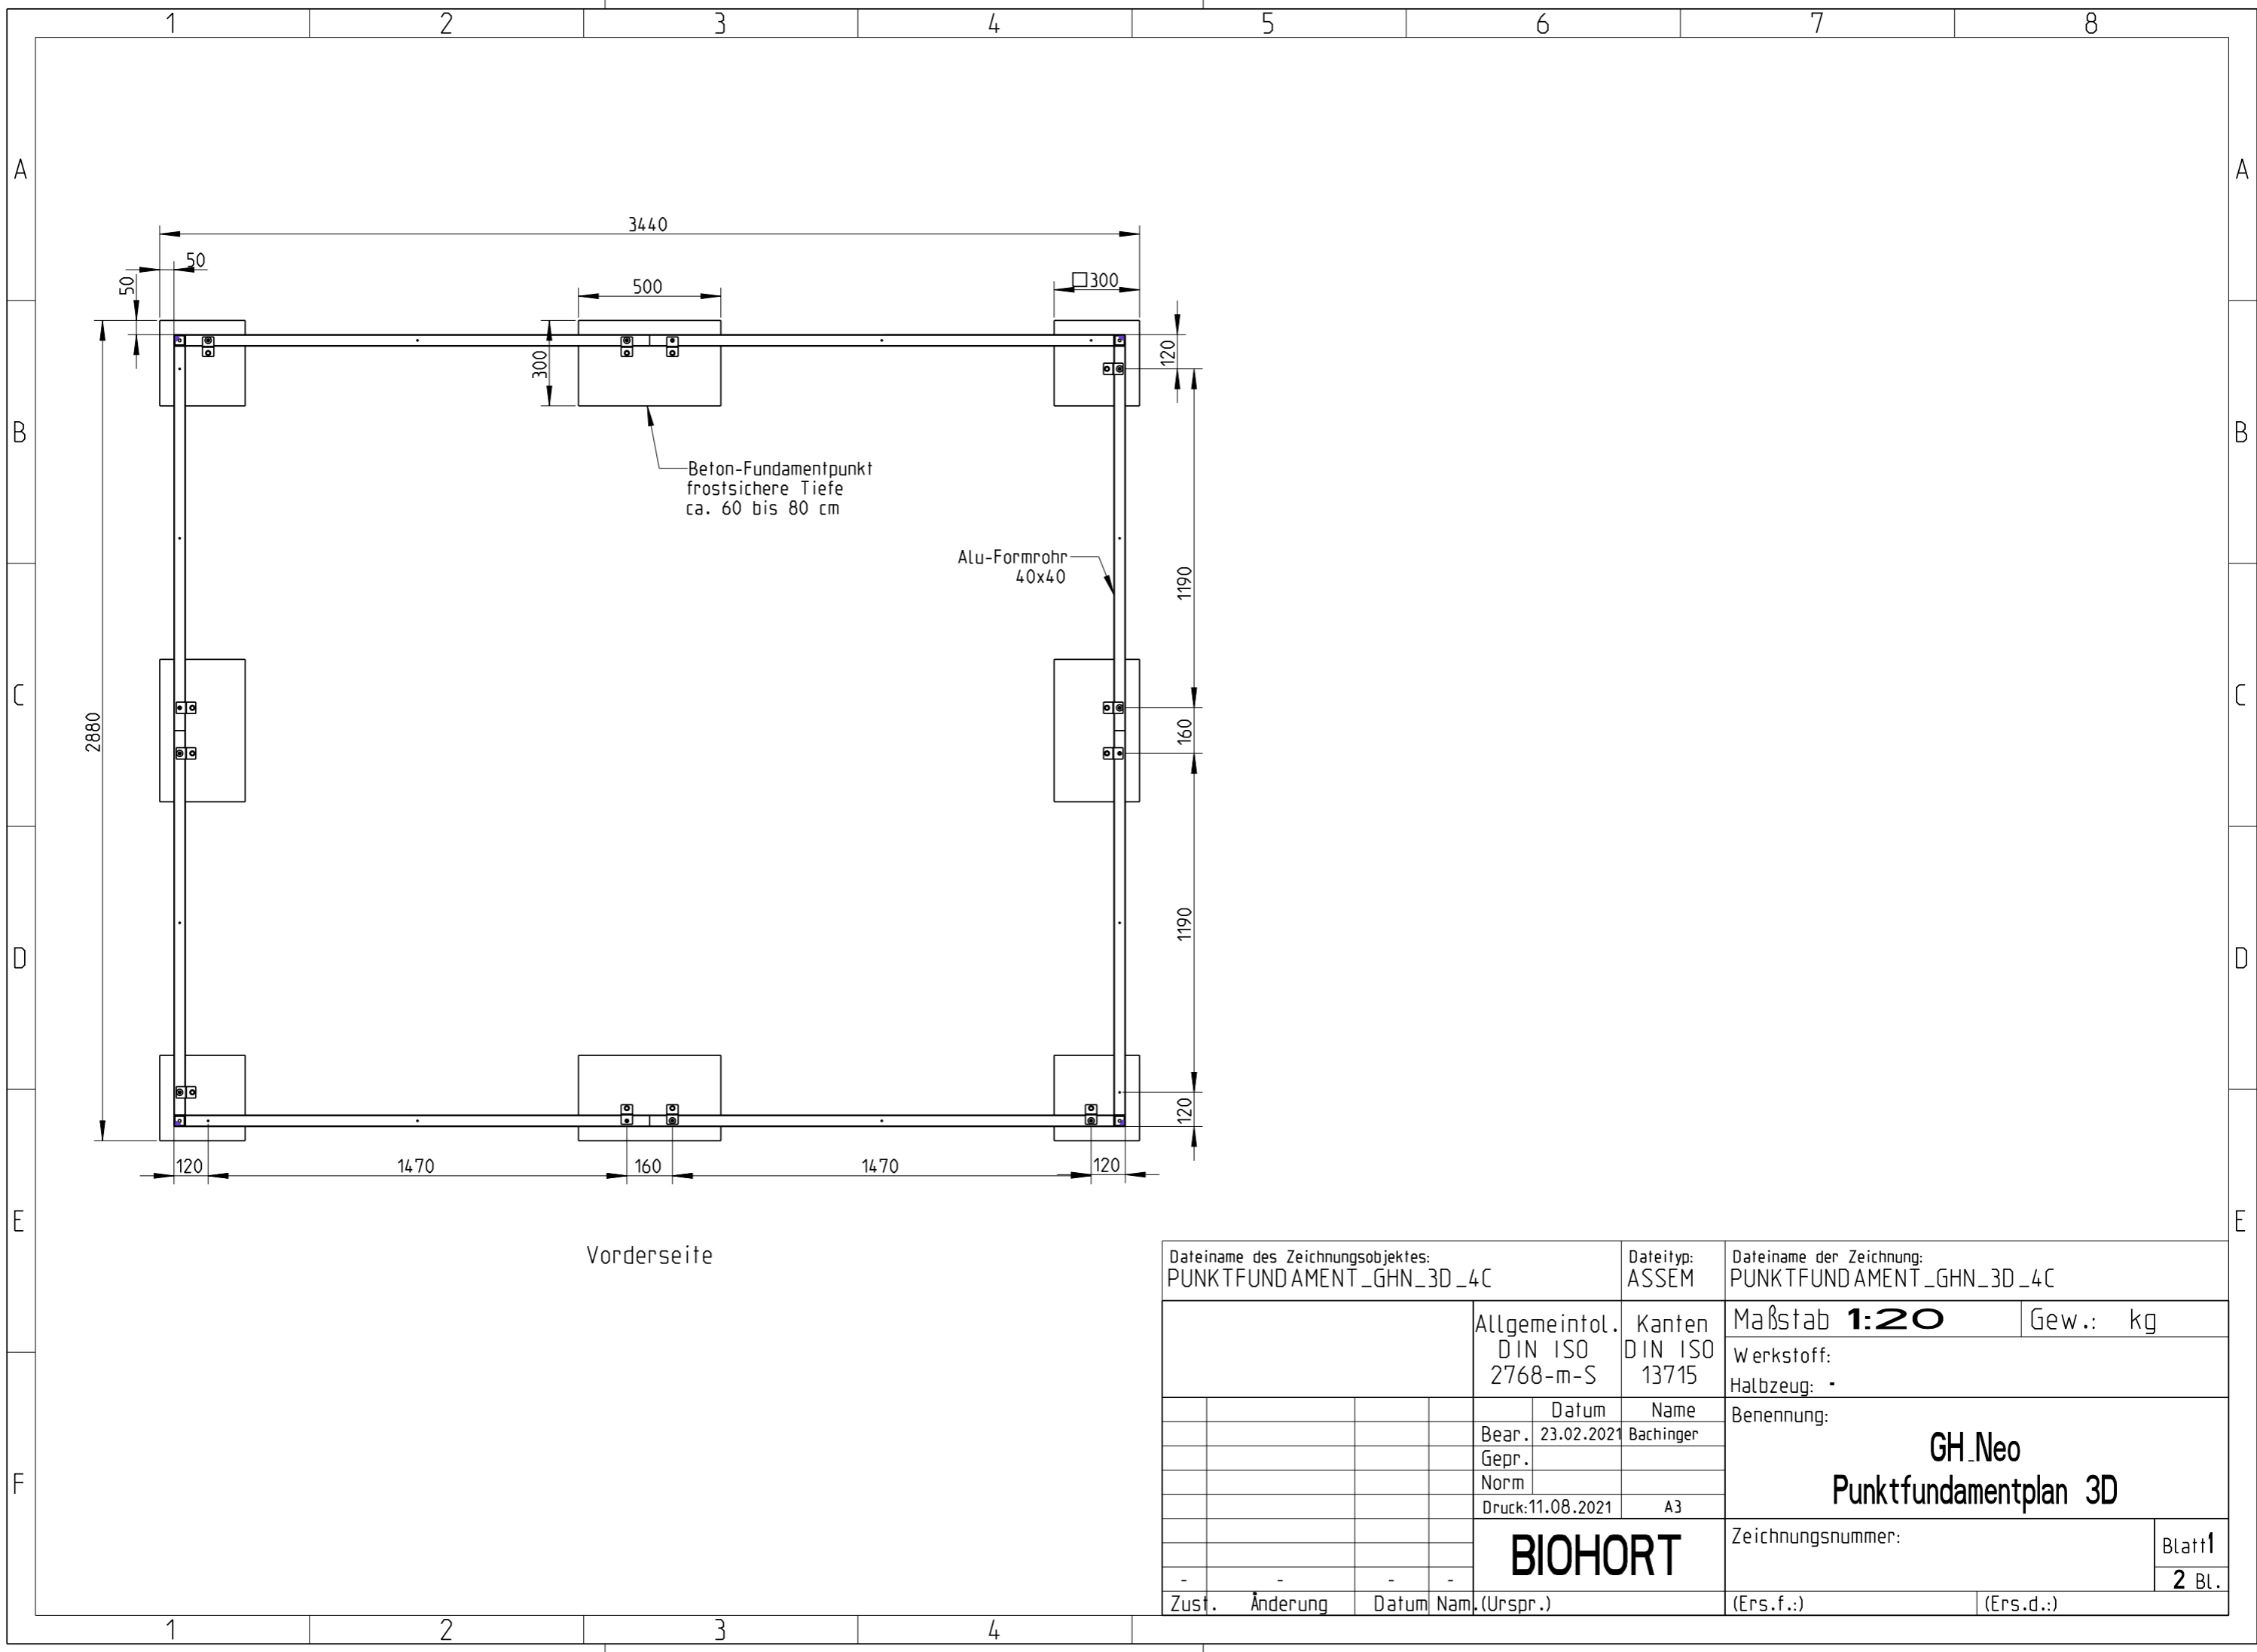 1 2 3 4 5 6 7 8
A A
3440
50
50
500
□300
300
120
B B
Beton-Fundamentpunkt
frostsichere Tiefe
ca. 60 bis 80 cm
Alu-Formrohr
40x40
1190
C C
2880
160
1190
D D
120
120 1470 160 1470 120
E E
Vorderseite
Dateiname des Zeichnungsobjektes: Dateityp: Dateiname der Zeichnung:
PUNKTFUNDAMENT_GHN_3D_4C ASSEM PUNKTFUNDAMENT_GHN_3D_4C
Allgemeintol. Kanten Maßstab 1:20 Gew.: kg
DIN ISO DIN ISO Werkstoff:
2768-m-S 13715 Halbzeug: -
Datum Name Benennung:
Bear. 23.02.2021 Bachinger GH_Neo
Gepr.
F Norm Punktfundamentplan 3D
Druck:11.08.2021 A3
BIOHORT Zeichnungsnummer: Blatt1
- - - - 2 Bl.
Zust. Änderung Datum Nam. (Urspr.) (Ers.f.:) (Ers.d.:)
1 2 3 4